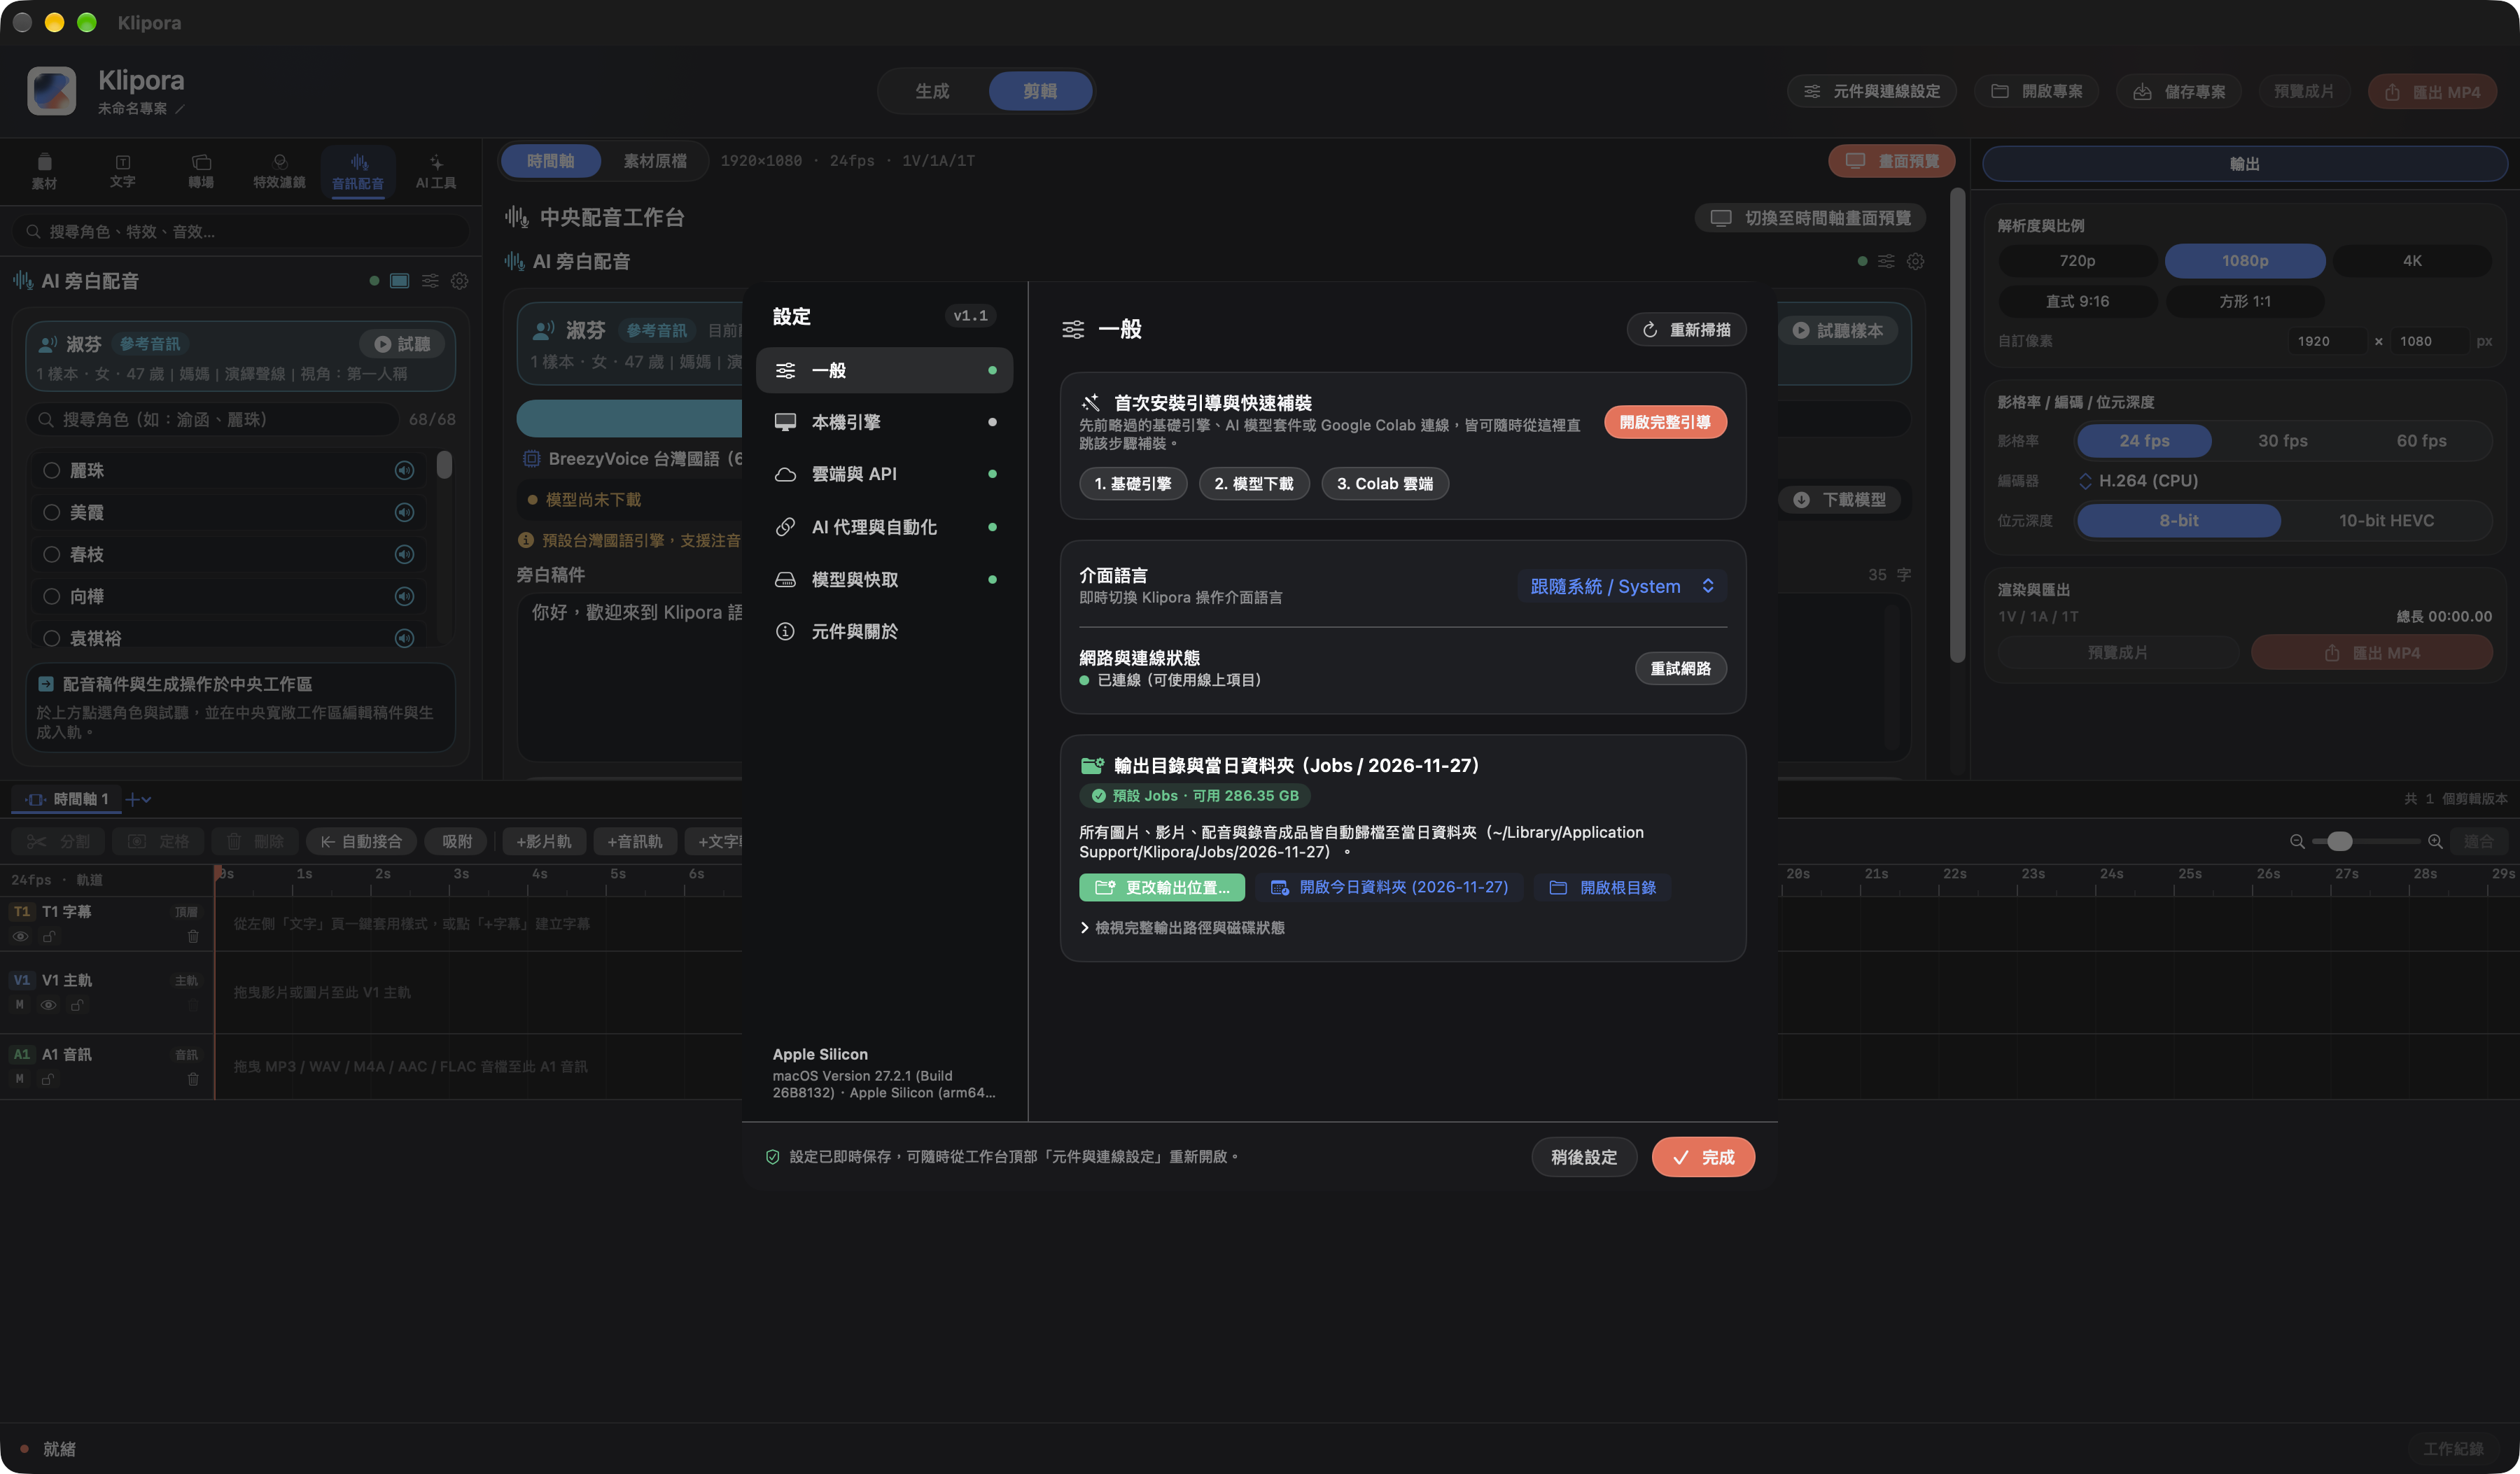 Klipora
Klipora
未命名專案
生成
剪輯
元件與連線設定
開啟專案
儲存專案
預覽成片
匯出 MP4
素材
文字
轉場
特效濾鏡
音訊配音
AI 工具
搜尋角色、特效、音效...
AI 旁白配音
淑芬
參考音訊
試聽
1 樣本 · 女 · 47 歲 | 媽媽 | 演繹聲線 | 視角：第一人稱
搜尋角色（如：渝函、麗珠）
68/68
麗珠
美霞
春枝
向樺
袁祺裕
配音稿件與生成操作於中央工作區
於上方點選角色與試聽，並在中央寬敞工作區編輯稿件與生
成入軌。
時間軸
素材原檔
1920×1080 · 24fps · 1V/1A/1T
畫面預覽
中央配音工作台
切換至時間軸畫面預覽
AI 旁白配音
淑芬
參考音訊
目前
1 樣本 · 女 · 47 歲 | 媽媽 | 演
試聽樣本
BreezyVoice 台灣國語（6
模型尚未下載
下載模型
預設台灣國語引擎，支援注音
旁白稿件
35 字
你好，歡迎來到 Klipora 語
設定
v1.1
一般
本機引擎
雲端與 API
AI 代理與自動化
模型與快取
元件與關於
Apple Silicon
macOS Version 27.2.1 (Build
26B8132) · Apple Silicon (arm64...
一般
重新掃描
首次安裝引導與快速補裝
先前略過的基礎引擎、AI 模型套件或 Google Colab 連線，皆可隨時從這裡直
跳該步驟補裝。
開啟完整引導
1. 基礎引擎
2. 模型下載
3. Colab 雲端
介面語言
即時切換 Klipora 操作介面語言
跟隨系統 / System
網路與連線狀態
已連線（可使用線上項目）
重試網路
輸出目錄與當日資料夾（Jobs / 2026-11-27）
預設 Jobs · 可用 286.35 GB
所有圖片、影片、配音與錄音成品皆自動歸檔至當日資料夾（~/Library/Application
Support/Klipora/Jobs/2026-11-27）。
更改輸出位置...
開啟今日資料夾 (2026-11-27)
開啟根目錄
檢視完整輸出路徑與磁碟狀態
設定已即時保存，可隨時從工作台頂部「元件與連線設定」重新開啟。
稍後設定
完成
輸出
解析度與比例
720p
1080p
4K
直式 9:16
方形 1:1
自訂像素
1920 × 1080 px
影格率 / 編碼 / 位元深度
影格率
24 fps
30 fps
60 fps
編碼器
H.264 (CPU)
位元深度
8-bit
10-bit HEVC
渲染與匯出
1V / 1A / 1T
總長 00:00.00
預覽成片
匯出 MP4
時間軸 1
共 1 個剪輯版本
分割
定格
刪除
自動接合
吸附
+影片軌
+音訊軌
+文字
適合
24fps · 軌道
0s
1s
2s
3s
4s
5s
6s
20s
21s
22s
23s
24s
25s
26s
27s
28s
29s
T1
T1 字幕
頂層
從左側「文字」頁一鍵套用樣式，或點「+字幕」建立字幕
V1
V1 主軌
主軌
M
拖曳影片或圖片至此 V1 主軌
A1
A1 音訊
音訊
M
拖曳 MP3 / WAV / M4A / AAC / FLAC 音檔至此 A1 音訊
就緒
工作紀錄